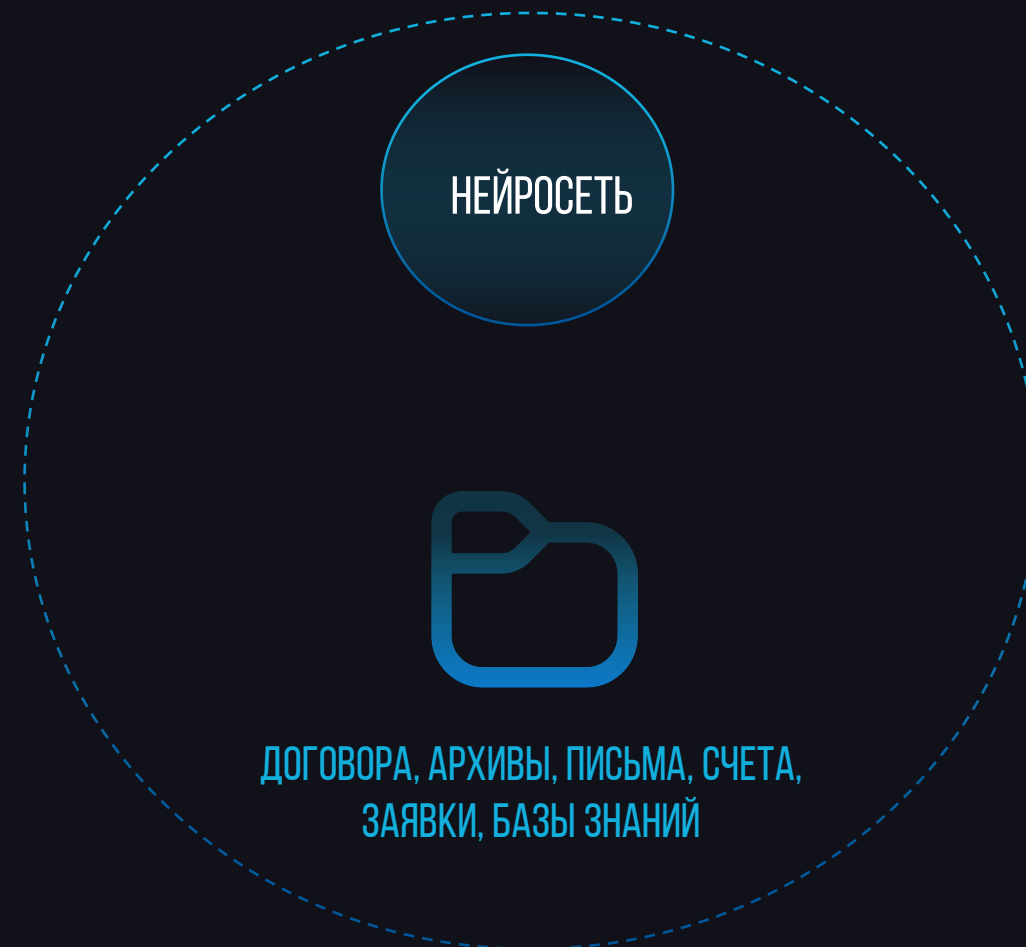 НЕЙРОСЕТЬ
ДОГОВОРА, АРХИВЫ, ПИСЬМА, СЧЕТА,
ЗАЯВКИ, БАЗЫ ЗНАНИЙ